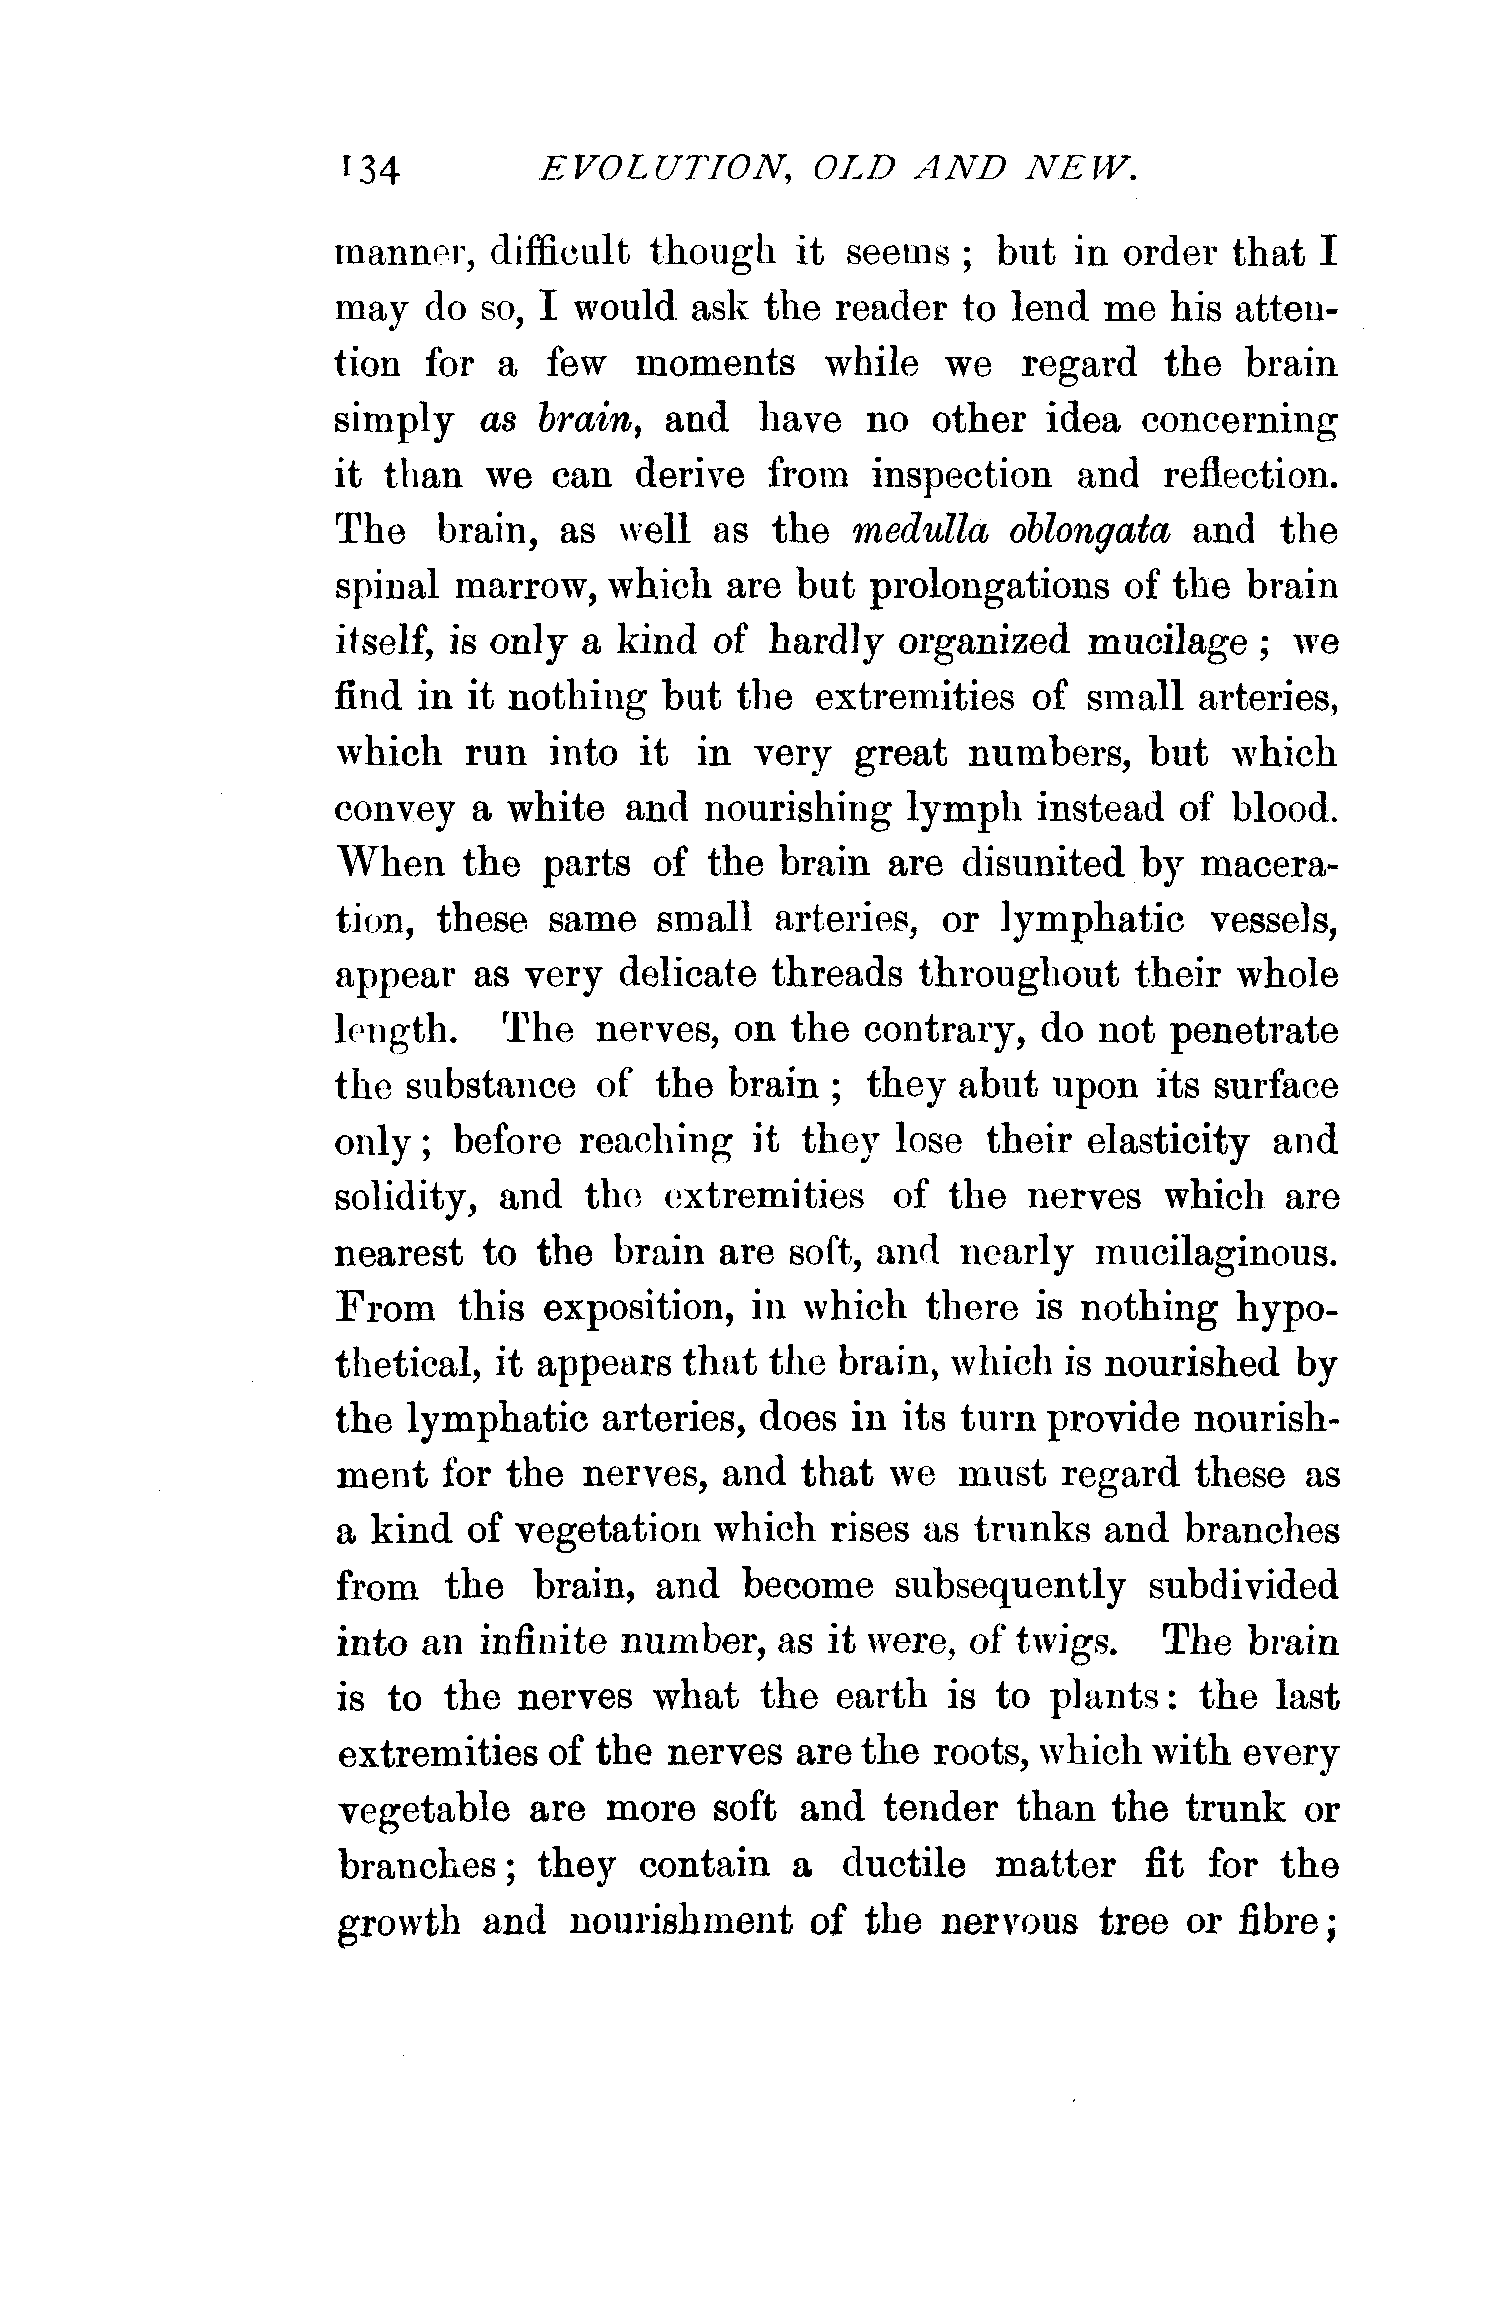 134 EVOLUTION, OLD AND NEW.
manner, difficult though it seems ; but in order that I
may do so, I would ask the reader to lend me his atten-
tion for a few moments while we regard the brain
simply as brain, and have no other idea concerning
it than we can derive from inspection and reflection.
The brain, as well as the medulla oblongata and the
spinal marrow, which are but prolongations of the brain
itself, is only a kind of hardly organized mucilage ; we
find in it nothing but the extremities of small arteries,
which run into it in very great numbers, but which
convey a white and nourishing lymph instead of blood.
When the parts of the brain are disunited by macera-
tion, these same small arteries, or lymphatic vessels,
appear as very delicate threads throughout their whole
length. The nerves, on the contrary, do not penetrate
the substance of the brain ; they abut upon its surface
only ; before reaching it they lose their elasticity and
solidity, and the extremities of the nerves which are
nearest to the brain are soft, and nearly mucilaginous.
From this exposition, in which there is nothing hypo-
thetical, it appears that the brain, which is nourished by
the lymphatic arteries, does in its turn provide nourish-
ment for the nerves, and that we must regard these as
a kind of vegetation which rises as trunks and branches
from the brain, and become subsequently subdivided
into an infinite number, as it were, of twigs. The brain
is to the nerves what the earth is to plants : the last
extremities of the nerves are the roots, which with every
vegetable are more soft and tender than the trunk or
branches ; they contain a ductile matter fit for the
growth and nourishment of the nervous tree or fibre ;